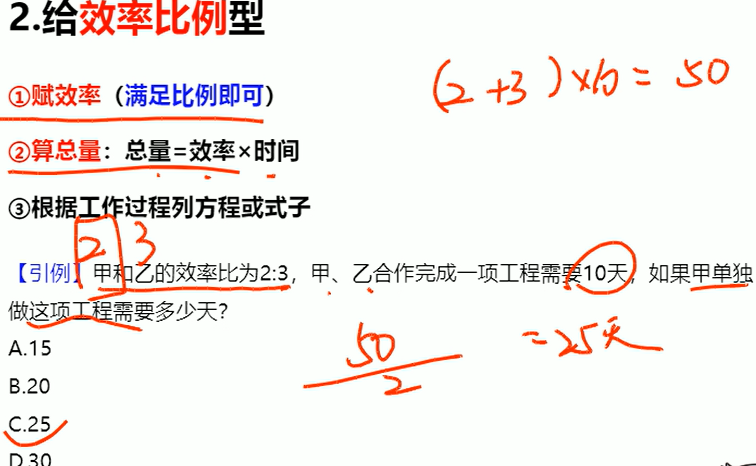 2.给效率比例型
(2+3)×10=50
①赋效率（满足比例即可）
②算总量：总量=效率×时间
③根据工作过程列方程或式子
2 3
【引例】甲和乙的效率比为2:3，甲、乙合作完成一项工程需要10天，如果甲单独
做这项工程需要多少天？
A.15
50
2
=25天
B.20
C.25
D.30